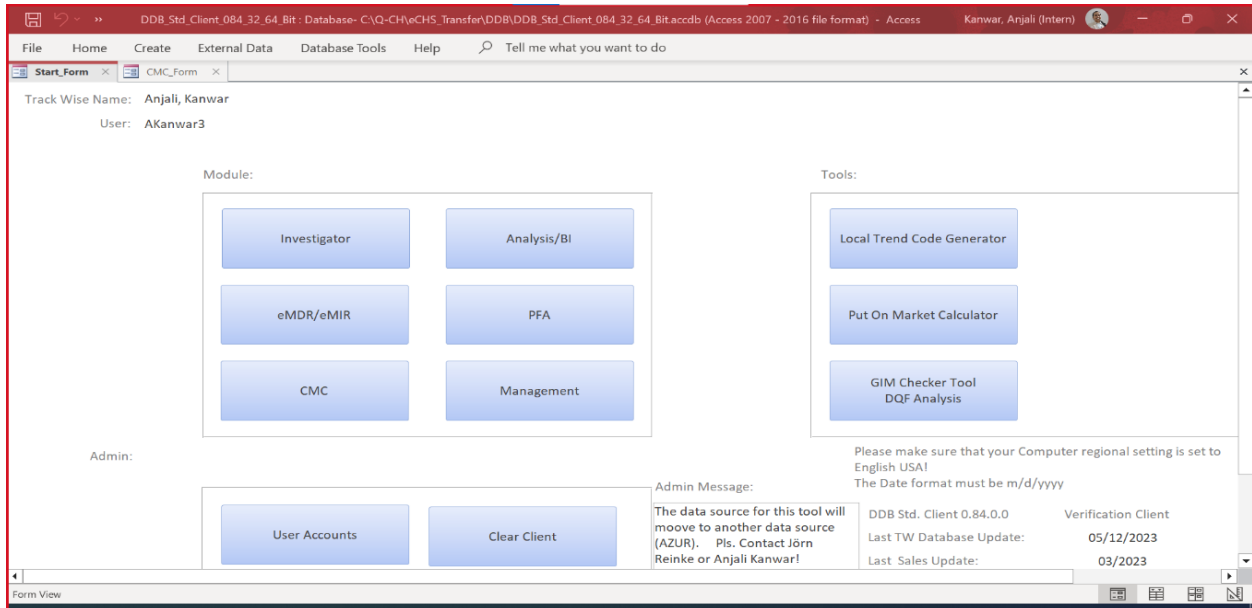 DDB_Std_Client_084_32_64_Bit : Database- C:\Q-CH\eCHS_Transfer\DDB\DDB_Std_Client_084_32_64_Bit.accdb (Access 2007 - 2016 file format) - Access
Kanwar, Anjali (Intern)
File Home Create External Data Database Tools Help Tell me what you want to do
Start_Form CMC_Form
Track Wise Name: Anjali, Kanwar
User: AKanwar3
Module:
Investigator Analysis/BI
eMDR/eMIR PFA
CMC Management
Tools:
Local Trend Code Generator
Put On Market Calculator
GIM Checker Tool
DQF Analysis
Please make sure that your Computer regional setting is set to
English USA!
The Date format must be m/d/yyyy
Admin:
User Accounts Clear Client
Admin Message:
The data source for this tool will
moove to another data source
(AZUR). Pls. Contact Jörn
Reinke or Anjali Kanwar!
DDB Std. Client 0.84.0.0 Verification Client
Last TW Database Update: 05/12/2023
Last Sales Update: 03/2023
Form View